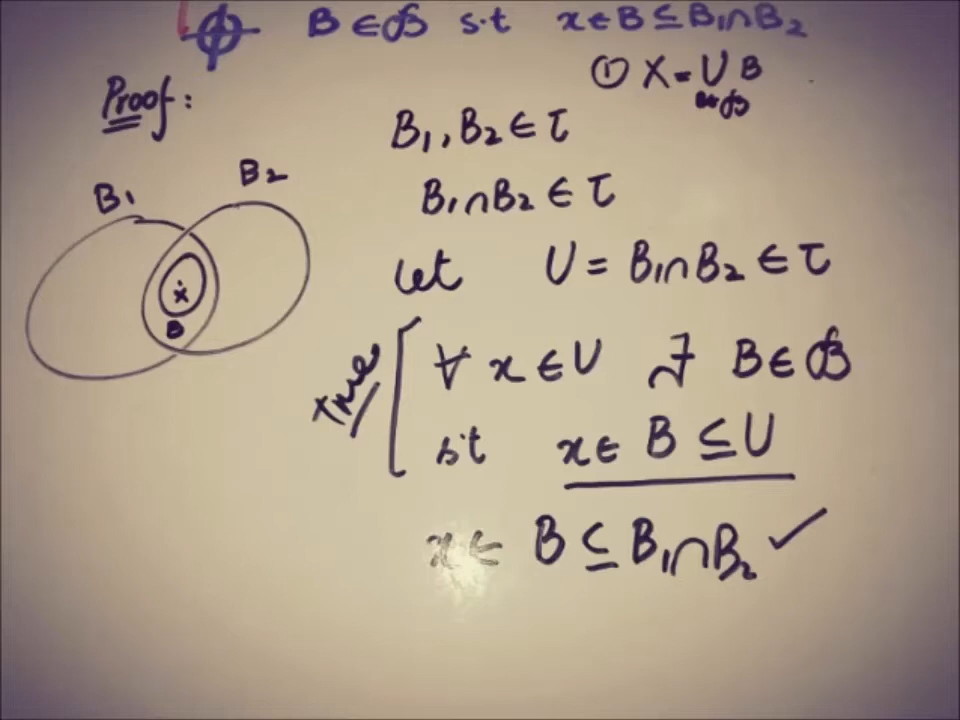 B ∈ ℬ s.t x ∈ B ⊆ B₁∩B₂
① X = ∪ B
B∈ℬ
Proof:
B₁, B₂ ∈ τ
B₁∩B₂ ∈ τ
B₁ B₂
x
B
let U = B₁∩B₂ ∈ τ
True
∀ x ∈ U ∃ B ∈ ℬ
s.t x ∈ B ⊆ U
x ∈ B ⊆ B₁∩B₂ ✓